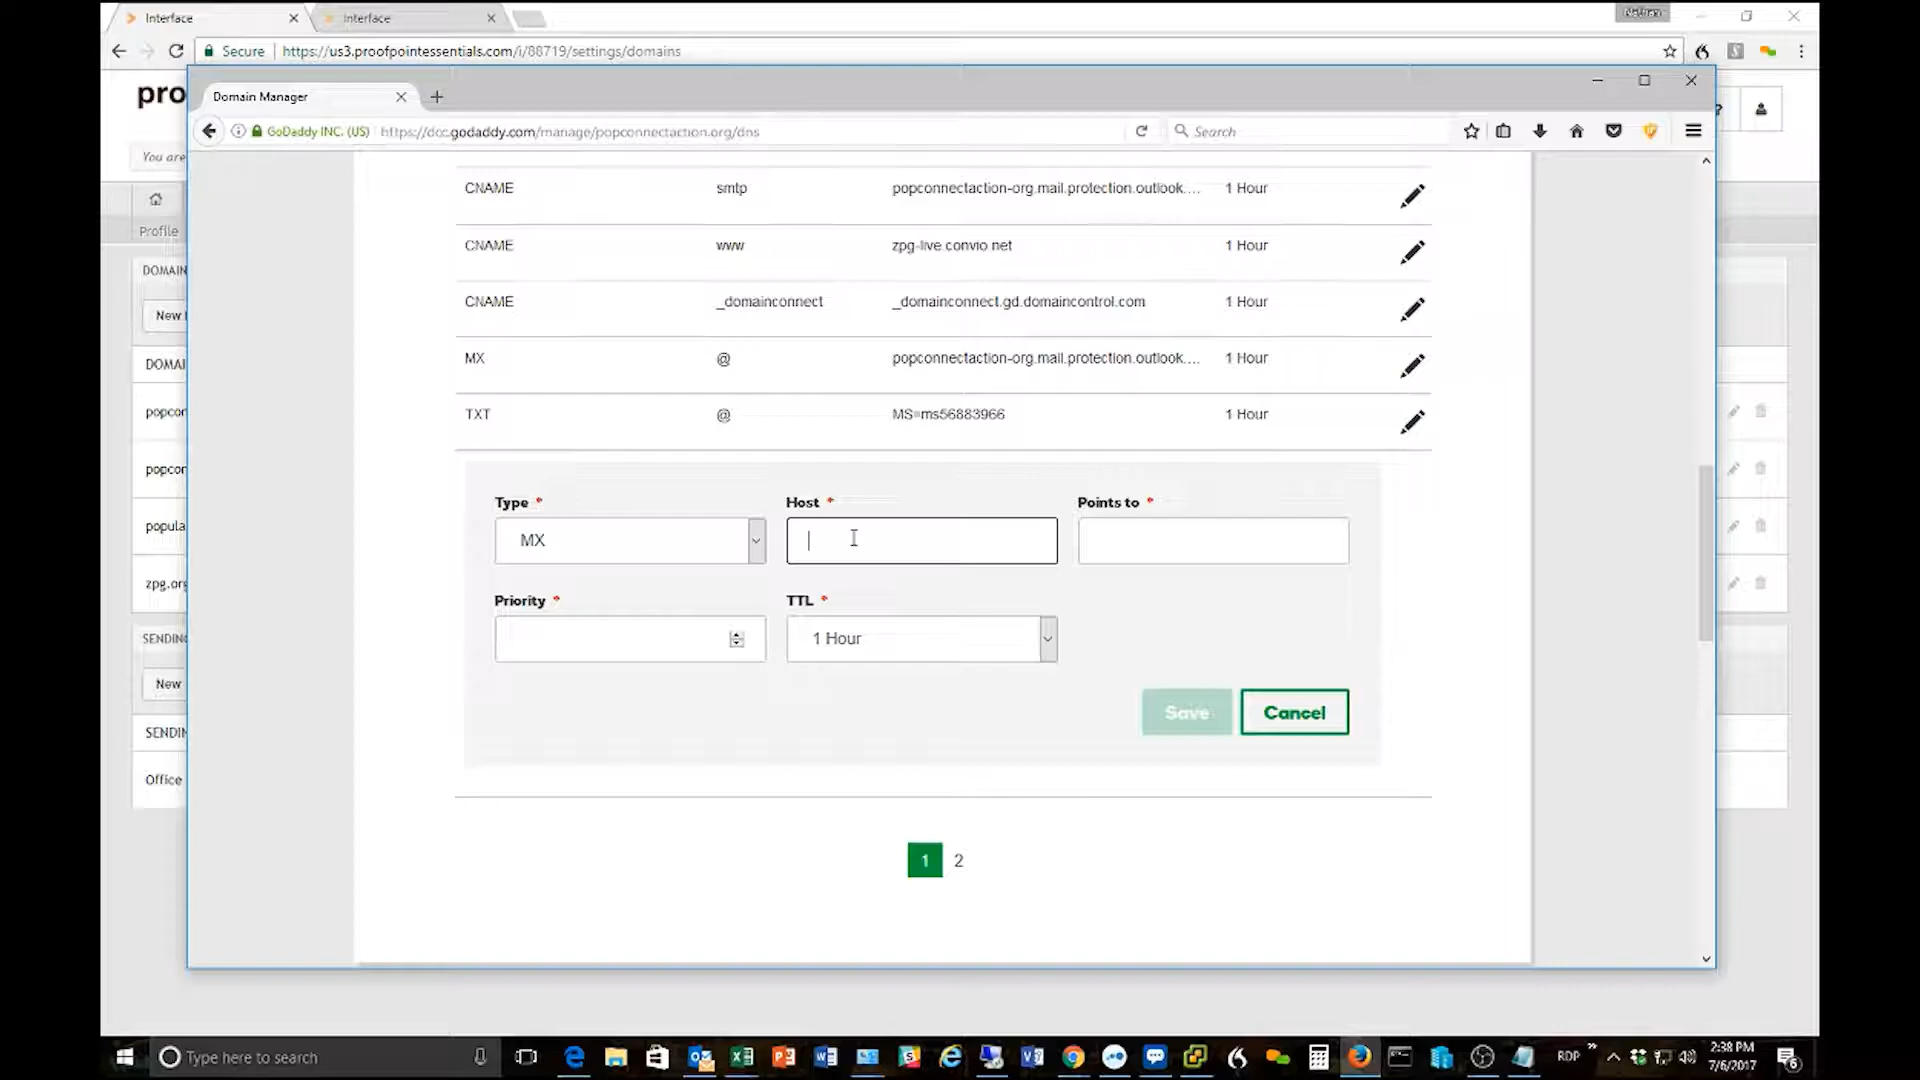 Interface
Interface
Nathan
Secure
https://us3.proofpointessentials.com/i/88719/settings/domains
pro
Domain Manager
GoDaddy INC. (US)
https://dcc.godaddy.com/manage/popconnectaction.org/dns
Search
You are
Profile
DOMAIN
New
DOMAI
popcor
popcor
popula
zpg.org
SENDING
New
SENDIN
Office
CNAME smtp popconnectaction-org.mail.protection.outlook.... 1 Hour
CNAME www zpg-live convio net 1 Hour
CNAME _domainconnect _domainconnect.gd.domaincontrol.com 1 Hour
MX @ popconnectaction-org.mail.protection.outlook.... 1 Hour
TXT @ MS=ms56883966 1 Hour
Type * Host * Points to *
MX
Priority * TTL *
1 Hour
Save Cancel
1 2
Type here to search
RDP
2:38 PM
7/6/2017
6